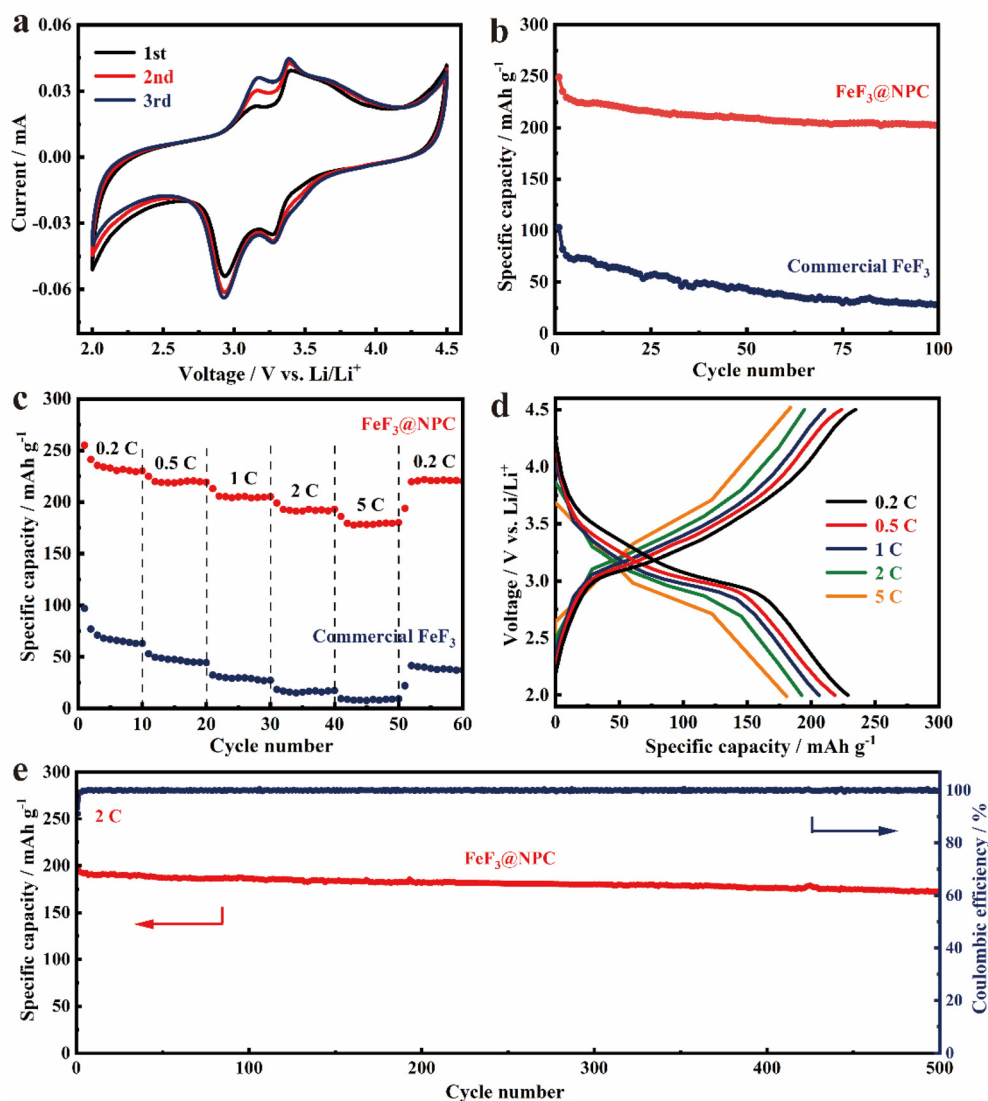 a
0.06
0.03
0.00
-0.03
-0.06
Current / mA
1st
2nd
3rd
2.0 2.5 3.0 3.5 4.0 4.5
Voltage / V vs. Li/Li⁺
b
300
250
200
150
100
50
0
Specific capacity / mAh g⁻¹
FeF₃@NPC
Commercial FeF₃
0 25 50 75 100
Cycle number
c
300
250
200
150
100
50
0
Specific capacity / mAh g⁻¹
FeF₃@NPC
0.2 C 0.5 C 1 C 2 C 5 C 0.2 C
Commercial FeF₃
0 10 20 30 40 50 60
Cycle number
d
4.5
4.0
3.5
3.0
2.5
2.0
Voltage / V vs. Li/Li⁺
0.2 C
0.5 C
1 C
2 C
5 C
0 50 100 150 200 250 300
Specific capacity / mAh g⁻¹
e
300
250
200
150
100
50
0
Specific capacity / mAh g⁻¹
2 C
FeF₃@NPC
100
80
60
40
20
0
Coulombic efficiency / %
0 100 200 300 400 500
Cycle number